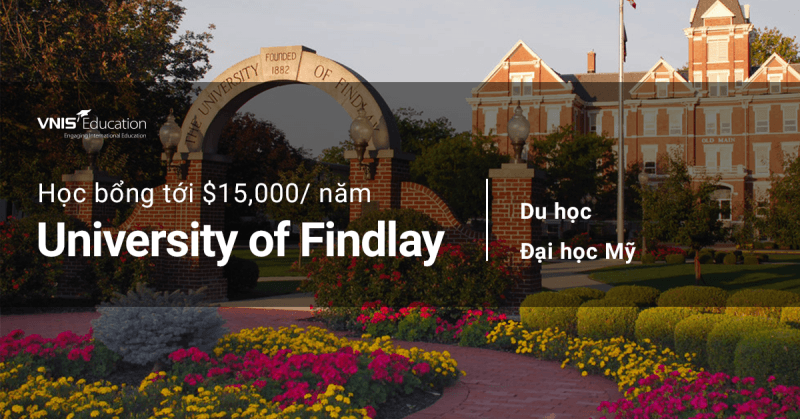 FOUNDED
1882
THE UNIVERSITY OF FINDLAY
OLD MAIN
VNIS Education
Engaging International Education
Học bổng tới $15,000/ năm
University of Findlay
Du học
Đại học Mỹ